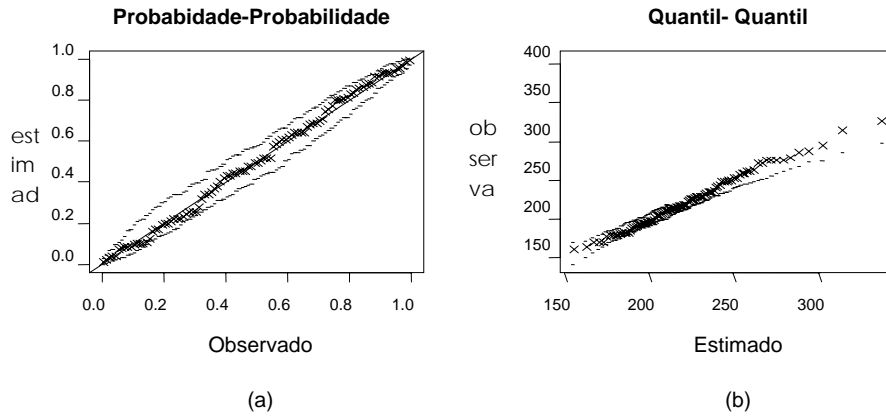 Probabidade-Probabilidade
1.0
0.8
0.6
0.4
0.2
0.0
est
im
ad
0.0 0.2 0.4 0.6 0.8 1.0
Observado
(a)
Quantil- Quantil
400
350
300
250
200
150
ob
ser
va
150 200 250 300
Estimado
(b)